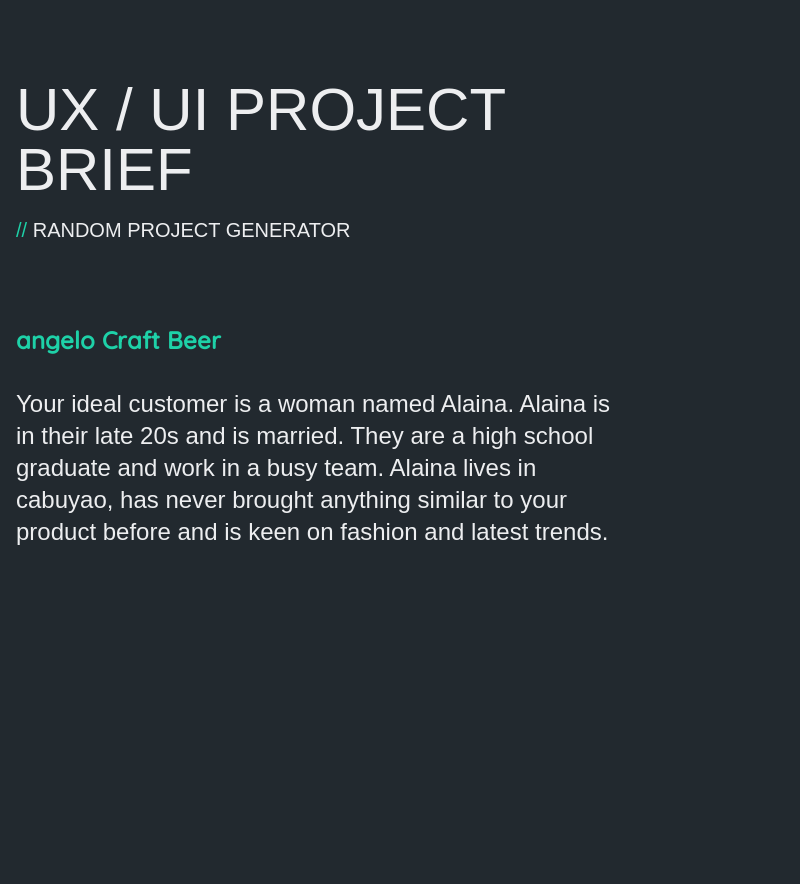 UX / UI PROJECT
BRIEF
// RANDOM PROJECT GENERATOR
angelo Craft Beer
Your ideal customer is a woman named Alaina. Alaina is
in their late 20s and is married. They are a high school
graduate and work in a busy team. Alaina lives in
cabuyao, has never brought anything similar to your
product before and is keen on fashion and latest trends.